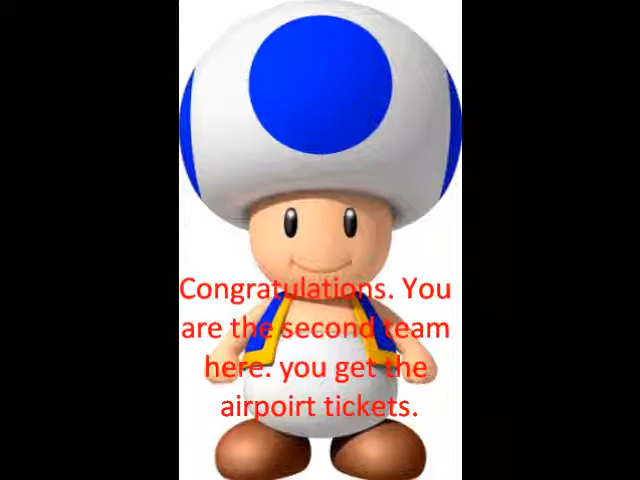 Congratulations. You
are the second team
here. you get the
airpoirt tickets.